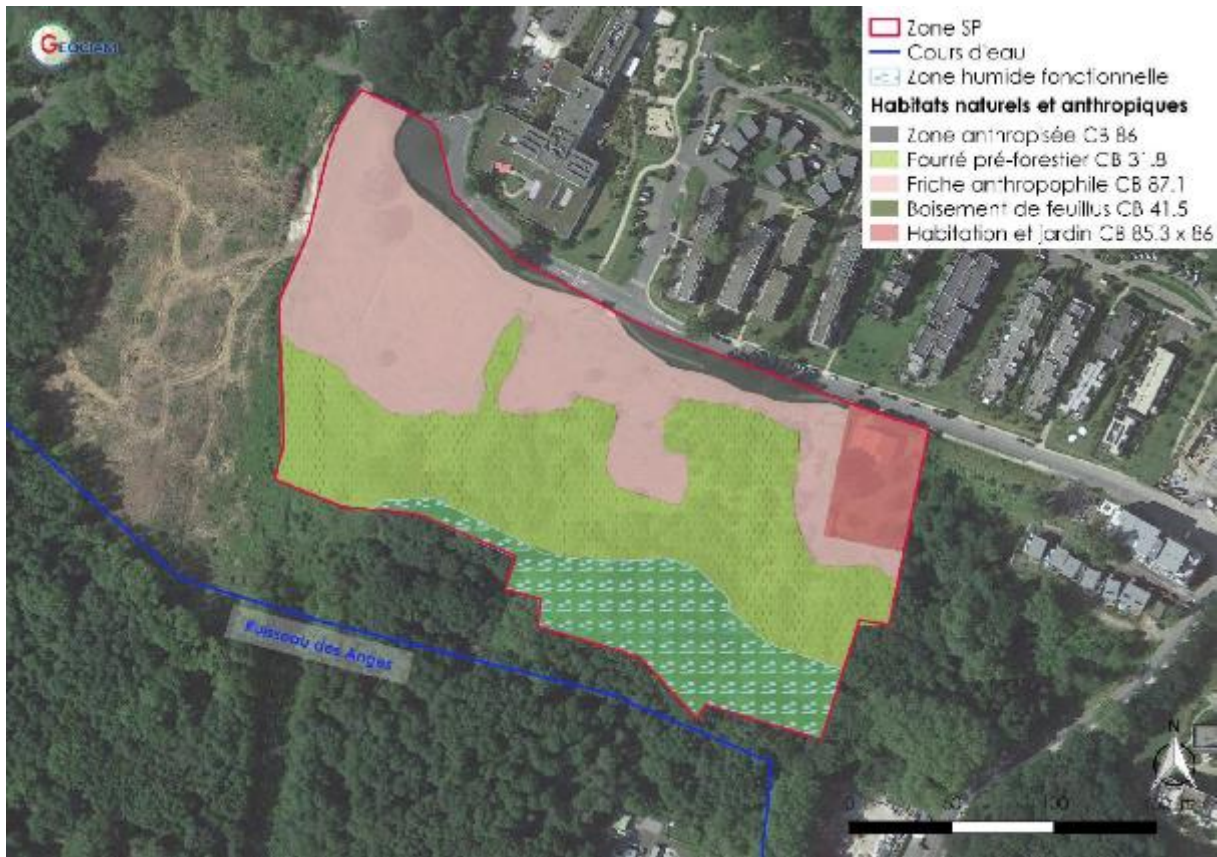 GEOCIAM
Zone SP
Cours d'eau
Zone humide fonctionnelle
Habitats naturels et anthropiques
Zone anthropisée CB 86
Fourré pré-forestier CB 31.8
Friche anthropophile CB 87.1
Boisement de feuillus CB 41.5
Habitation et jardin CB 85.3 x 86
Ruisseau des Anges
N
0 50 100